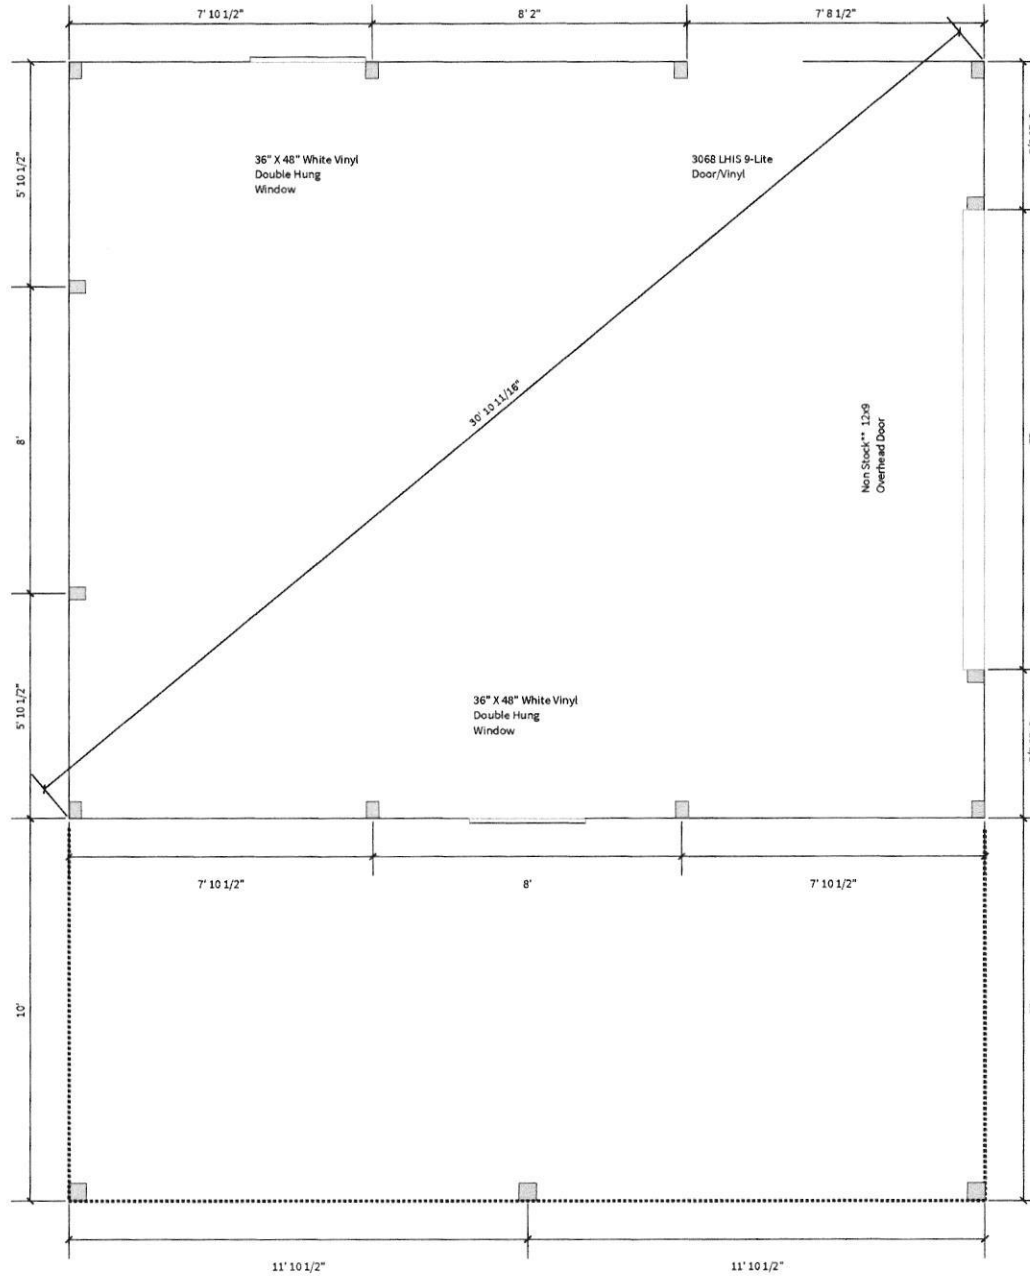 7' 10 1/2"
8' 2"
7' 8 1/2"
5' 10 1/2"
36" X 48" White Vinyl
Double Hung
Window
3068 LHIS 9-Lite
Door/Vinyl
30' 10 11/16"
8'
Non Stock** 12x9
Overhead Door
5' 10 1/2"
36" X 48" White Vinyl
Double Hung
Window
7' 10 1/2"
8'
7' 10 1/2"
10'
11' 10 1/2"
11' 10 1/2"